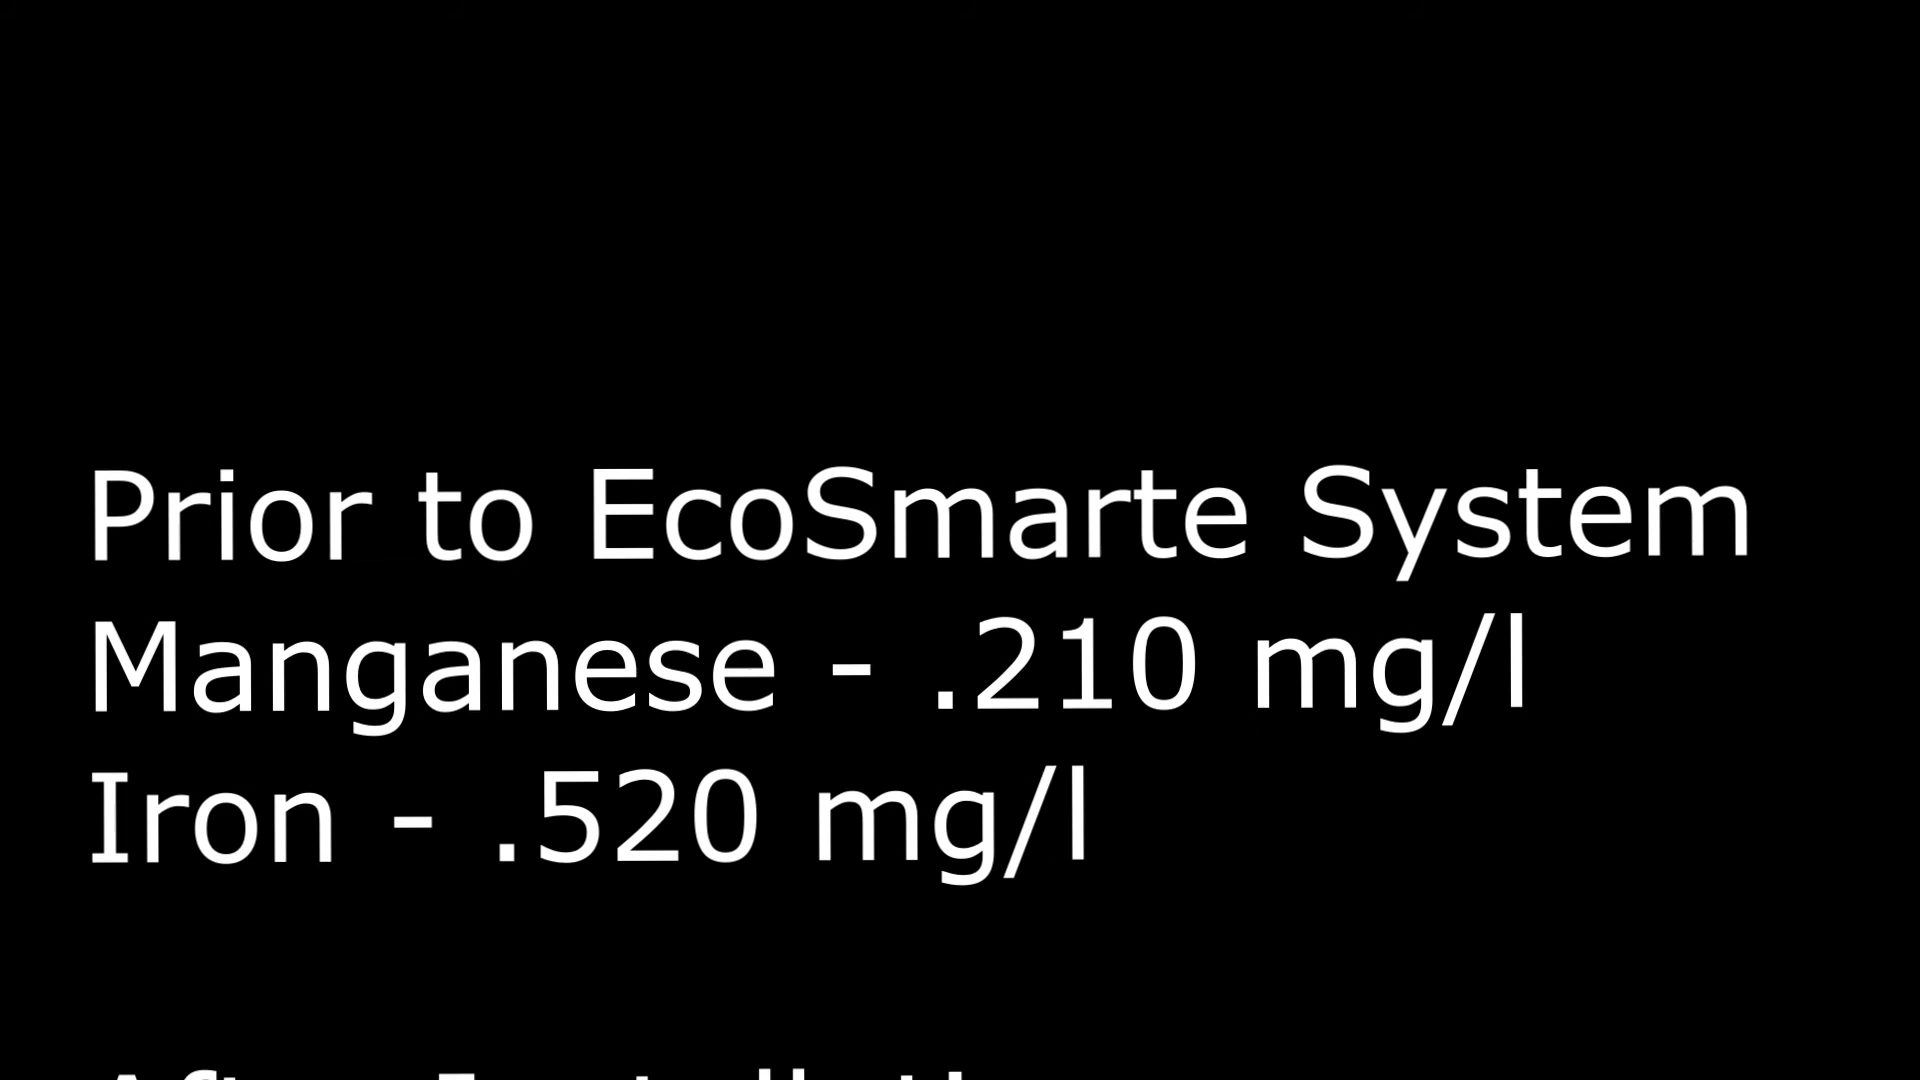 Prior to EcoSmarte System
Manganese - .210 mg/l
Iron - .520 mg/l